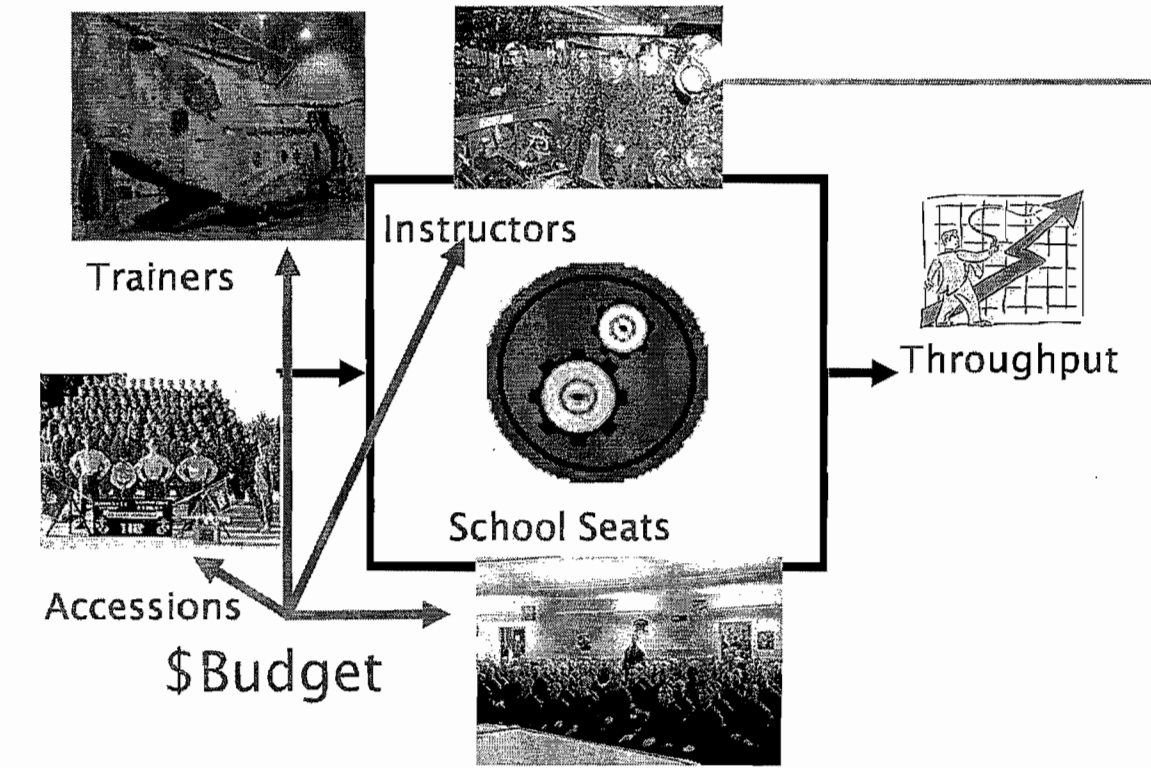 Instructors
Trainers
Throughput
School Seats
Accessions
$Budget